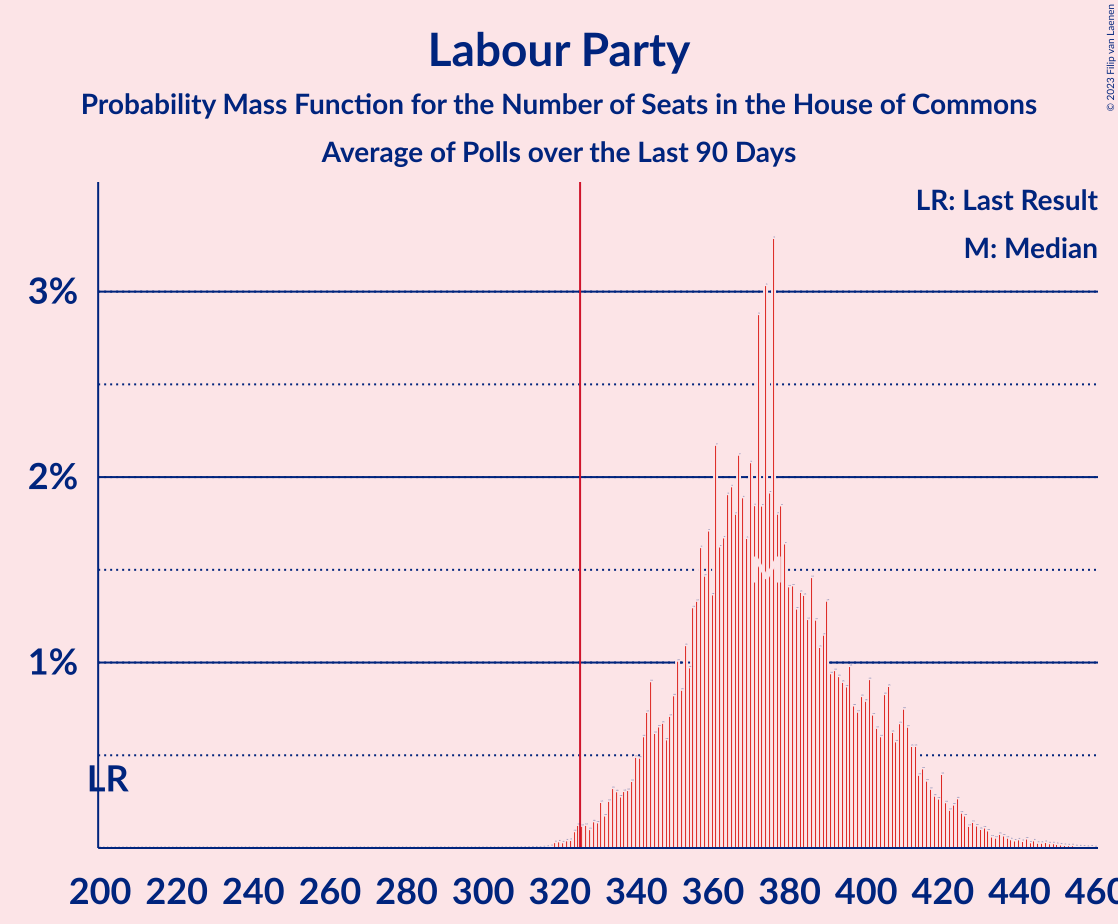 Labour Party
Probability Mass Function for the Number of Seats in the House of Commons
Average of Polls over the Last 90 Days
© 2023 Filip van Laenen
LR: Last Result
M: Median
3%
2%
1%
LR
M
200 220 240 260 280 300 320 340 360 380 400 420 440 460